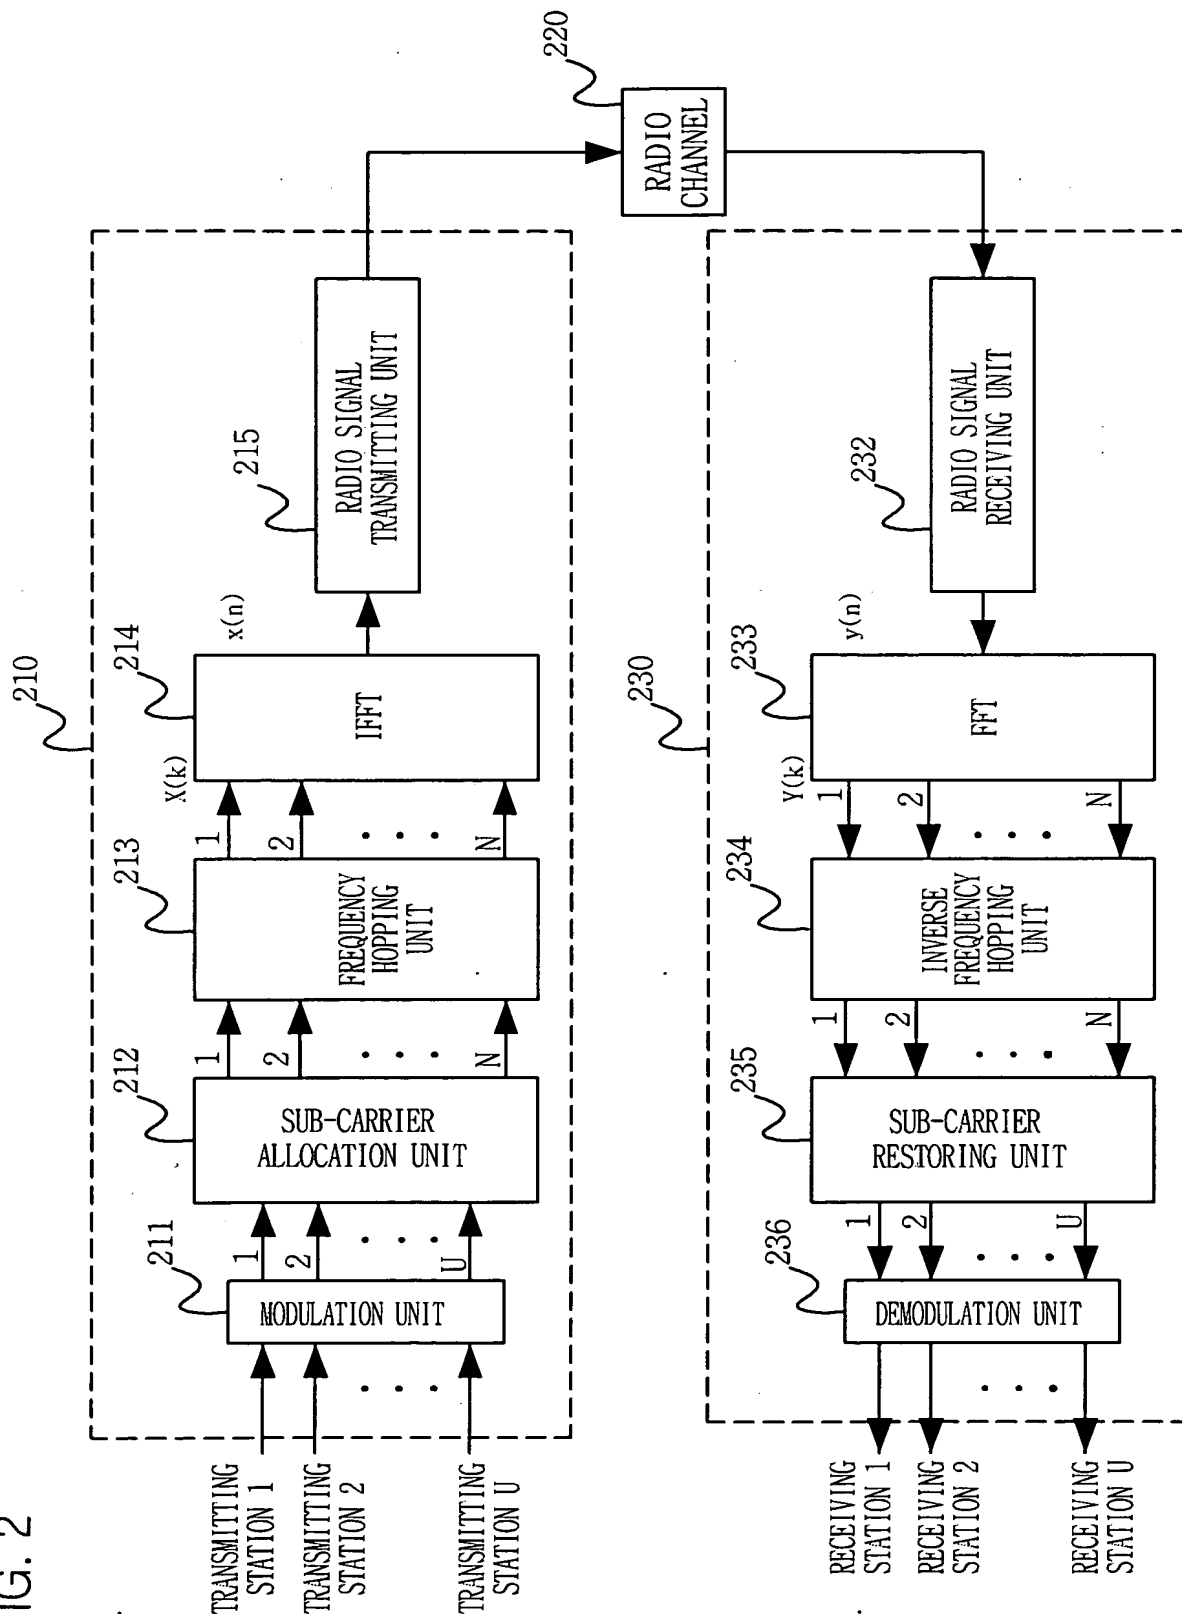 IG. 2
210
TRANSMITTING
STATION 1
TRANSMITTING
STATION 2
TRANSMITTING
STATION U
. . .
211
MODULATION UNIT
1
2
. . .
U
212
SUB-CARRIER
ALLOCATION UNIT
1
2
. . .
N
213
FREQUENCY
HOPPING
UNIT
1
2
. . .
N
X(k)
214
IFFT
x(n)
215
RADIO SIGNAL
TRANSMITTING UNIT
220
RADIO
CHANNEL
230
232
RADIO SIGNAL
RECEIVING UNIT
y(n)
233
FFT
Y(k)
1
2
. . .
N
234
INVERSE
FREQUENCY
HOPPING
UNIT
1
2
. . .
N
235
SUB-CARRIER
RESTORING UNIT
1
2
. . .
U
236
DEMODULATION UNIT
. . .
RECEIVING
STATION 1
RECEIVING
STATION 2
RECEIVING
STATION U